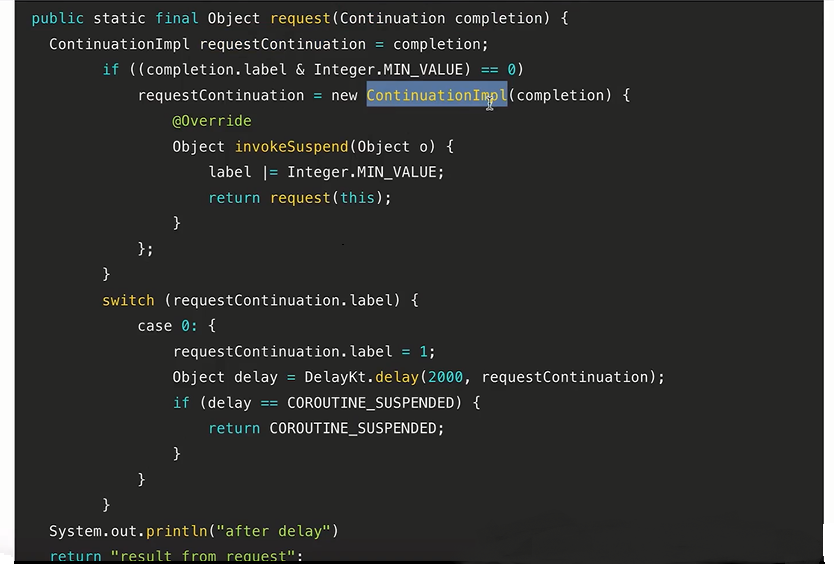 public static final Object request(Continuation completion) {
ContinuationImpl requestContinuation = completion;
if ((completion.label & Integer.MIN_VALUE) == 0)
requestContinuation = new ContinuationImpl(completion) {
@Override
Object invokeSuspend(Object o) {
label |= Integer.MIN_VALUE;
return request(this);
}
};
}
switch (requestContinuation.label) {
case 0: {
requestContinuation.label = 1;
Object delay = DelayKt.delay(2000, requestContinuation);
if (delay == COROUTINE_SUSPENDED) {
return COROUTINE_SUSPENDED;
}
}
}
System.out.println("after delay")
return "result from request";